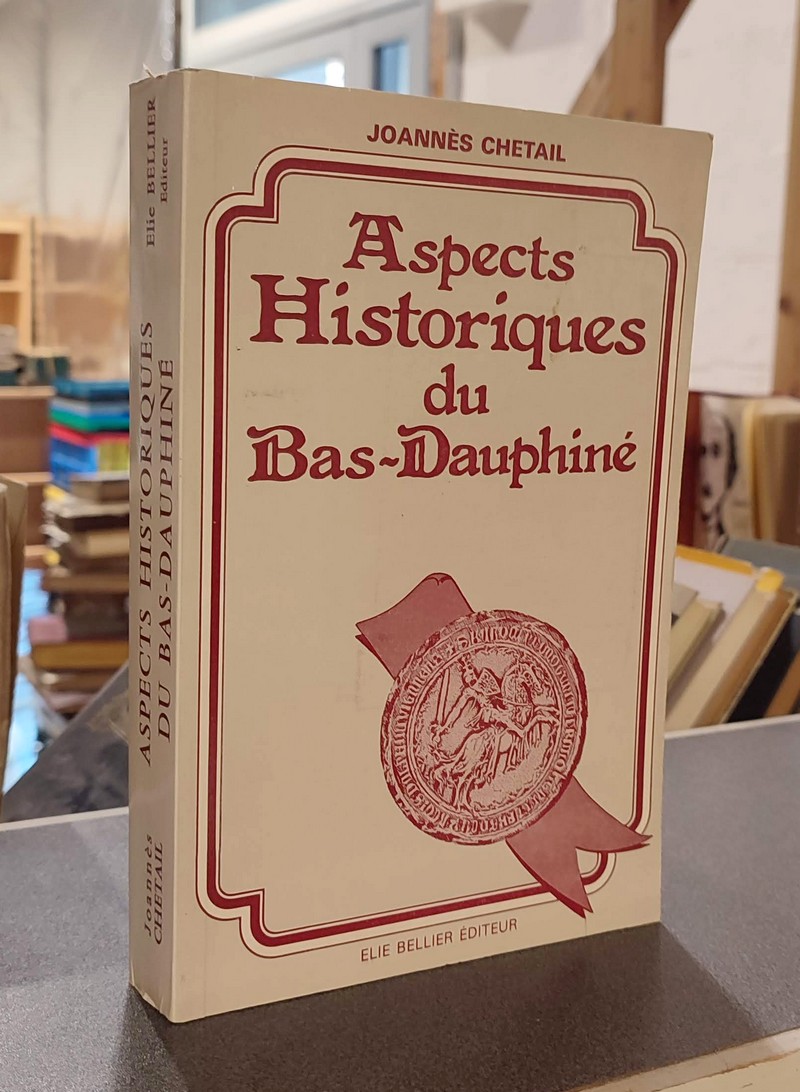 JOANNÈS CHETAIL
Aspects
Historiques
du
Bas-Dauphiné
ELIE BELLIER ÉDITEUR
Elie BELLIER
Editeur
ASPECTS HISTORIQUES
DU BAS-DAUPHINÉ
Joannès
CHETAIL